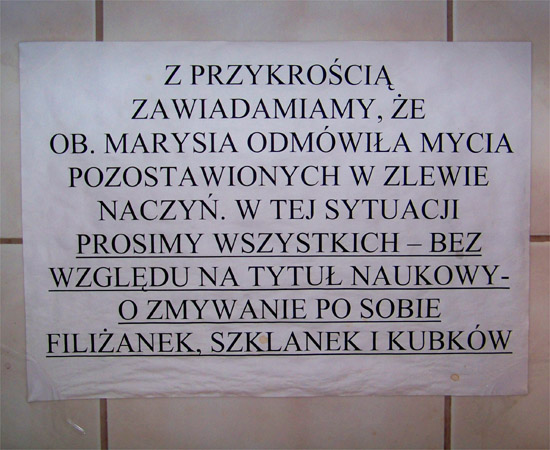 Z PRZYKROŚCIĄ
ZAWIADAMIAMY, ŻE
OB. MARYSIA ODMÓWIŁA MYCIA
POZOSTAWIONYCH W ZLEWIE
NACZYŃ. W TEJ SYTUACJI
PROSIMY WSZYSTKICH – BEZ
WZGLĘDU NA TYTUŁ NAUKOWY-
O ZMYWANIE PO SOBIE
FILIŻANEK, SZKLANEK I KUBKÓW